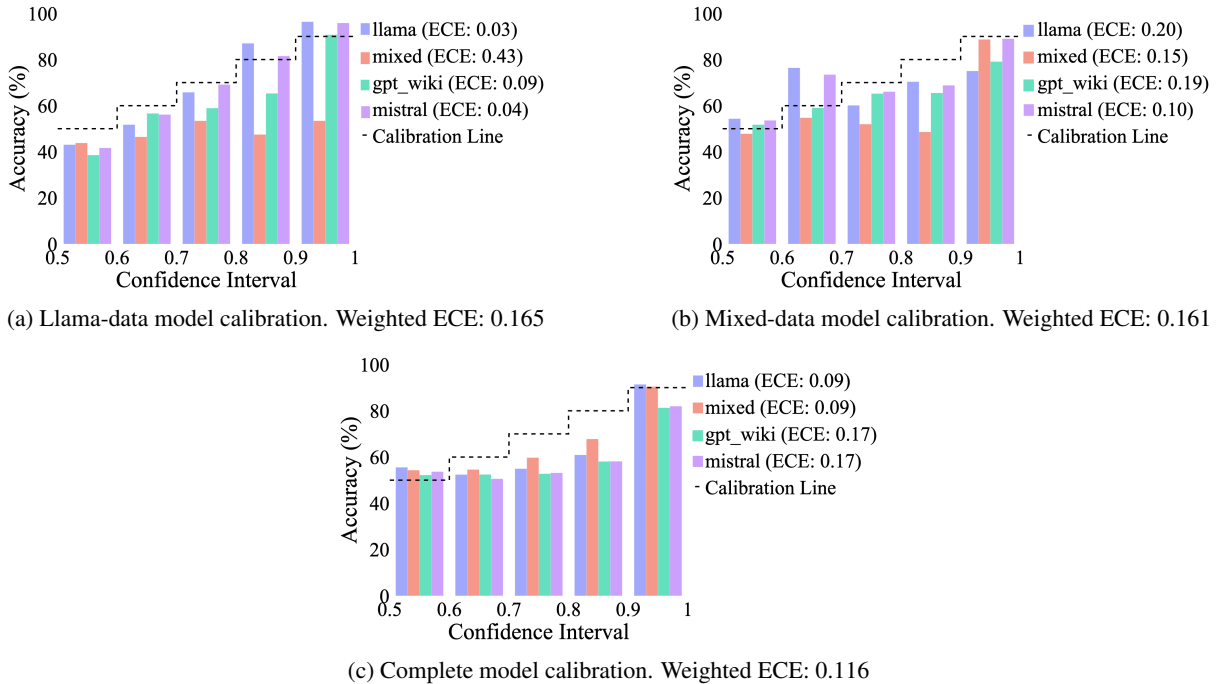 100
80
60
40
20
0
Accuracy (%)
0.5 0.6 0.7 0.8 0.9 1
Confidence Interval
llama (ECE: 0.03)
mixed (ECE: 0.43)
gpt_wiki (ECE: 0.09)
mistral (ECE: 0.04)
Calibration Line
(a) Llama-data model calibration. Weighted ECE: 0.165
100
80
60
40
20
0
Accuracy (%)
0.5 0.6 0.7 0.8 0.9 1
Confidence Interval
llama (ECE: 0.20)
mixed (ECE: 0.15)
gpt_wiki (ECE: 0.19)
mistral (ECE: 0.10)
Calibration Line
(b) Mixed-data model calibration. Weighted ECE: 0.161
100
80
60
40
20
0
Accuracy (%)
0.5 0.6 0.7 0.8 0.9 1
Confidence Interval
llama (ECE: 0.09)
mixed (ECE: 0.09)
gpt_wiki (ECE: 0.17)
mistral (ECE: 0.17)
Calibration Line
(c) Complete model calibration. Weighted ECE: 0.116